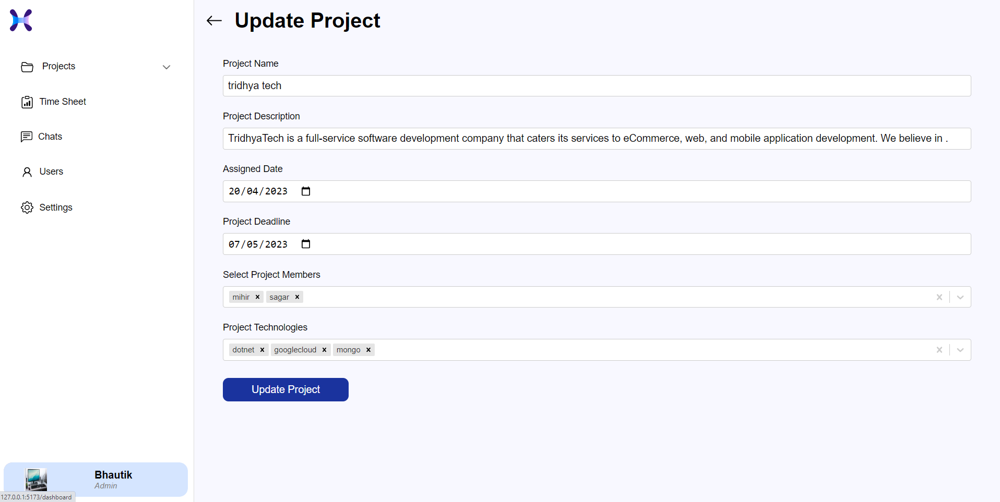 Update Project
Projects
Time Sheet
Chats
Users
Settings
Project Name
tridhya tech
Project Description
TridhyaTech is a full-service software development company that caters its services to eCommerce, web, and mobile application development. We believe in .
Assigned Date
20/04/2023
Project Deadline
07/05/2023
Select Project Members
mihir sagar
Project Technologies
dotnet googlecloud mongo
Update Project
Bhautik
Admin
127.0.0.1:5173/dashboard